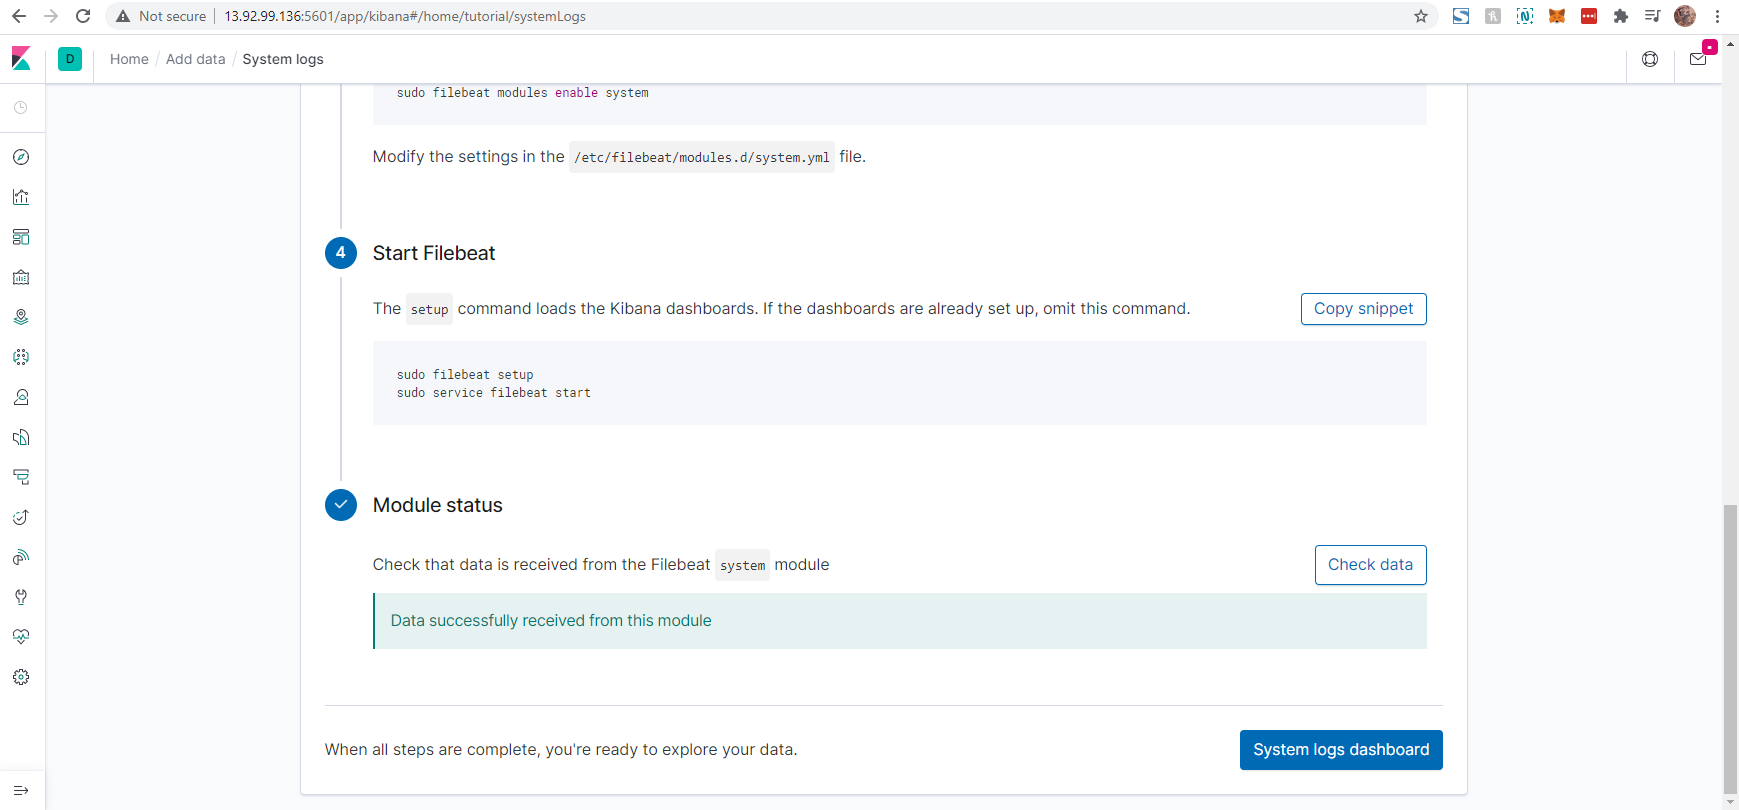 Not secure | 13.92.99.136:5601/app/kibana#/home/tutorial/systemLogs
D Home / Add data / System logs
sudo filebeat modules enable system
Modify the settings in the /etc/filebeat/modules.d/system.yml file.
4 Start Filebeat
The setup command loads the Kibana dashboards. If the dashboards are already set up, omit this command.
Copy snippet
sudo filebeat setup
sudo service filebeat start
Module status
Check that data is received from the Filebeat system module
Check data
Data successfully received from this module
When all steps are complete, you're ready to explore your data.
System logs dashboard